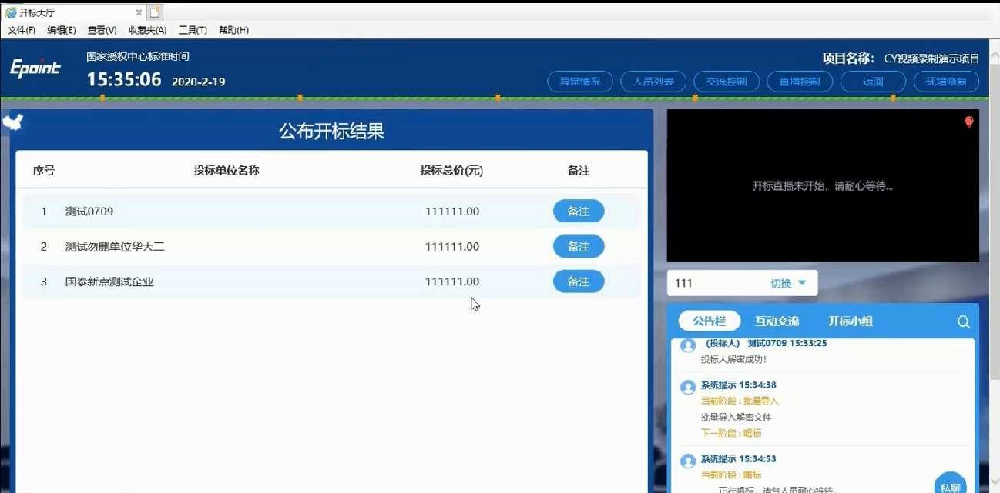 开标大厅
文件(F) 编辑(E) 查看(V) 收藏夹(A) 工具(T) 帮助(H)
Epoint
国家授权中心标准时间
15:35:06 2020-2-19
项目名称： CY视频录制演示项目
异常情况 人员列表 交流控制 直播控制 返回 环境修复
公布开标结果
序号 投标单位名称 投标总价(元) 备注
1 测试0709 111111.00 备注
2 测试勿删单位华大二 111111.00 备注
3 国泰新点测试企业 111111.00 备注
开标直播未开始，请耐心等待...
111 切换
公告栏 互动交流 开标小组
(投标人) 测试0709 15:33:25
投标人解密成功！
系统提示 15:34:38
当前阶段：批量导入
批量导入解密文件
下一阶段：唱标
系统提示 15:34:53
当前阶段：唱标
正在唱标，请各人员耐心等待
私聊